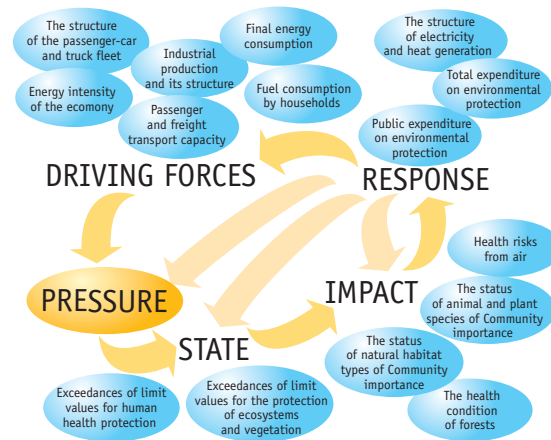 The structure
of the passenger-car
and truck fleet
Industrial
production
and its structure
Final energy
consumption
Energy intensity
of the ecomony
Passenger
and freight
transport capacity
Fuel consumption
by households
The structure
of electricity
and heat generation
Total expenditure
on environmental
protection
Public expenditure
on environmental
protection
DRIVING FORCES
RESPONSE
PRESSURE
STATE
IMPACT
Health risks
from air
The status
of animal and plant
species of Community
importance
The status
of natural habitat
types of Community
importance
The health
condition
of forests
Exceedances of limit
values for human
health protection
Exceedances of limit
values for the protection
of ecosystems
and vegetation